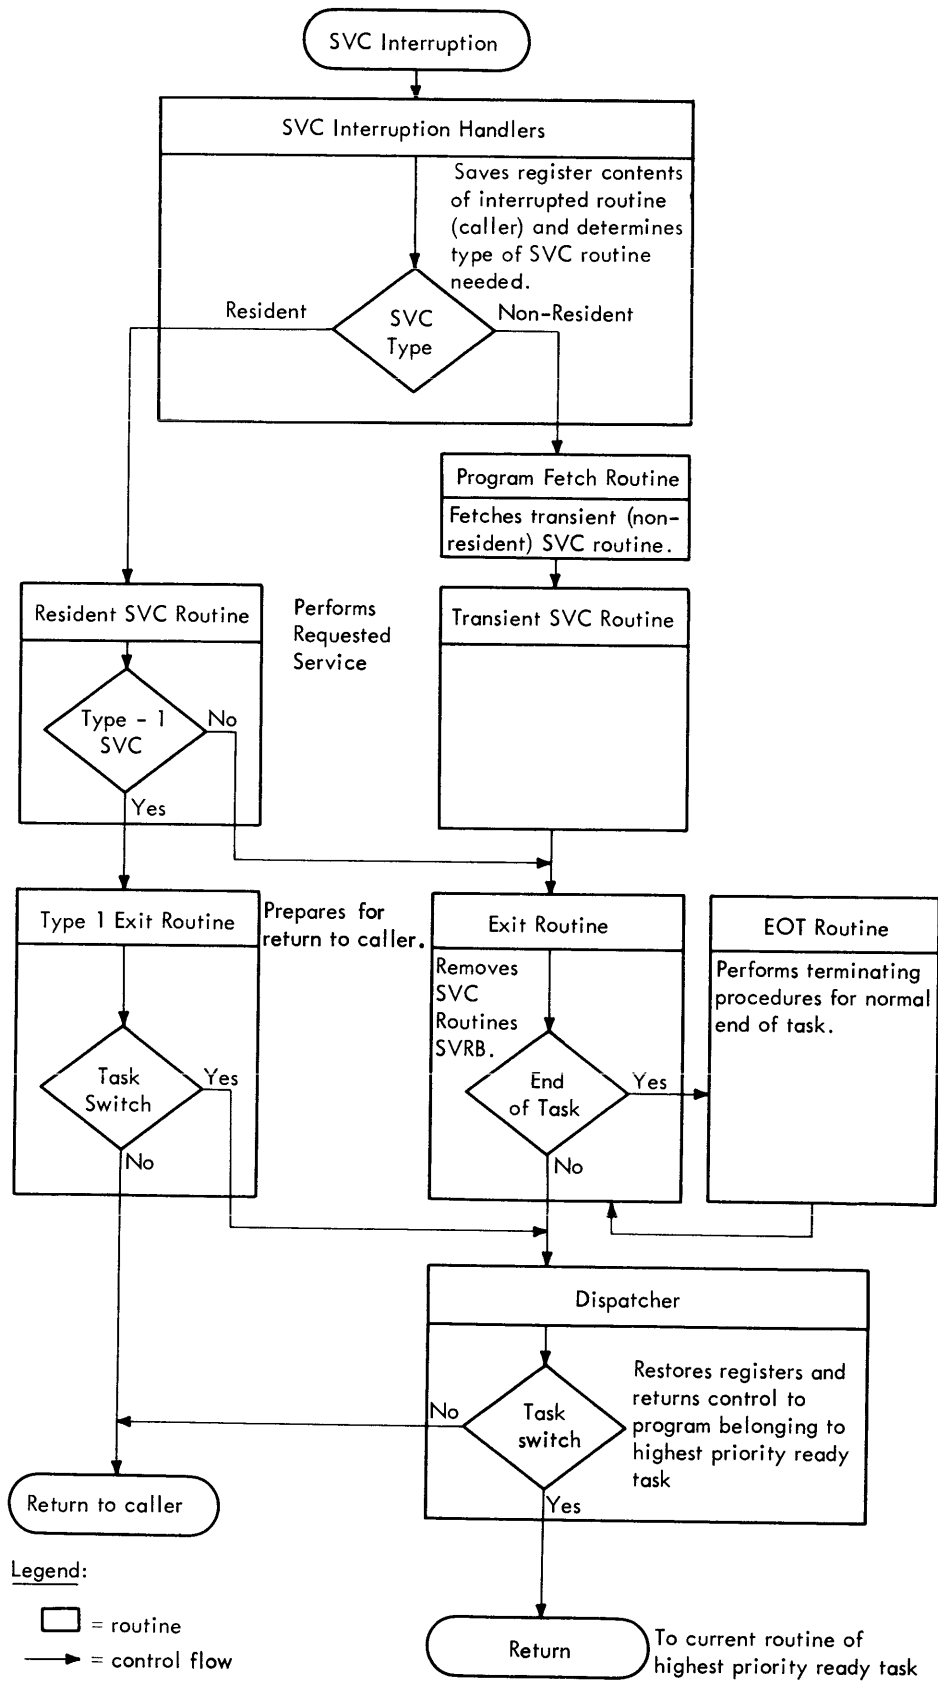 SVC Interruption
SVC Interruption Handlers
Saves register contents
of interrupted routine
(caller) and determines
type of SVC routine
needed.
Resident
SVC
Type
Non-Resident
Program Fetch Routine
Fetches transient (non-
resident) SVC routine.
Resident SVC Routine
Performs
Requested
Service
Transient SVC Routine
Type - 1
SVC
No
Yes
Type 1 Exit Routine
Prepares for
return to caller.
Exit Routine
EOT Routine
Removes
SVC
Routines
SVRB.
Performs terminating
procedures for normal
end of task.
Task
Switch
Yes
No
End
of Task
Yes
No
Dispatcher
Restores registers and
returns control to
program belonging to
highest priority ready
task
No
Task
switch
Yes
Return to caller
Legend:
= routine
= control flow
Return
To current routine of
highest priority ready task